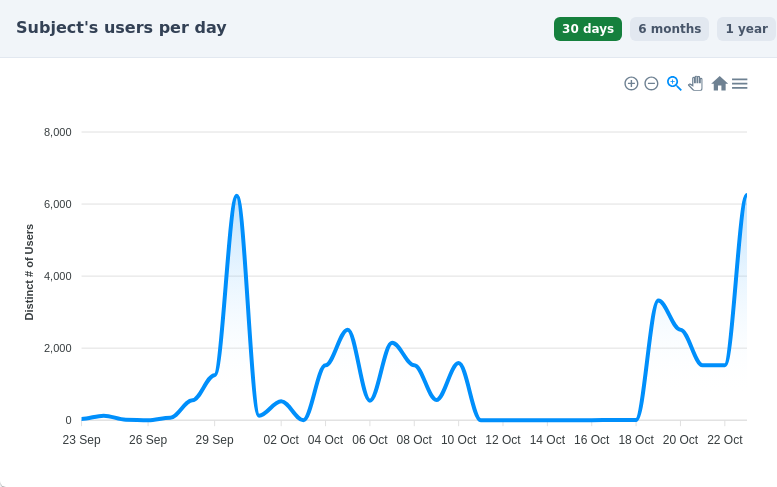 Subject's users per day
30 days 6 months 1 year
8,000
6,000
4,000
2,000
0
Distinct # of Users
23 Sep 26 Sep 29 Sep 02 Oct 04 Oct 06 Oct 08 Oct 10 Oct 12 Oct 14 Oct 16 Oct 18 Oct 20 Oct 22 Oct